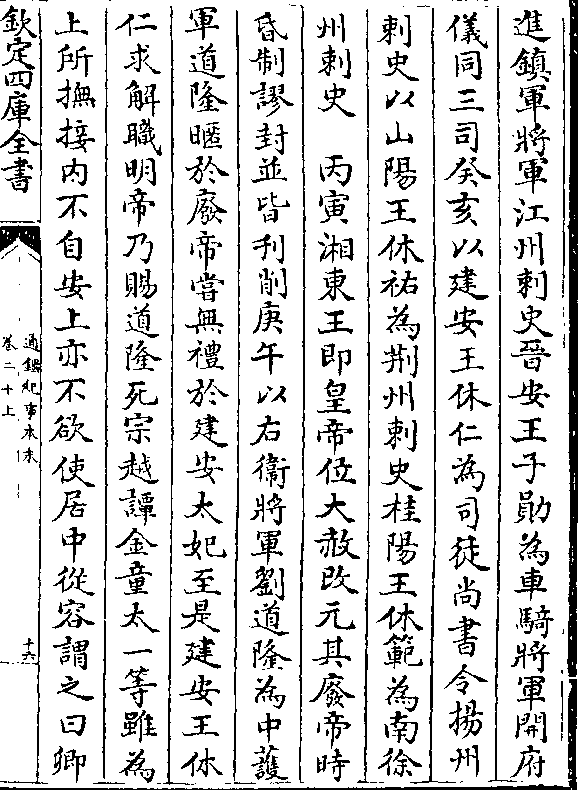 進鎮軍將軍江州刺史晉安王子勛為車騎將軍開府
儀同三司癸亥以建安王休仁為司徒尚書令揚州
刺史以山陽王休祐為荆州刺史桂陽王休範為南徐
州刺史　丙寅湘東王即皇帝位大赦改元其廢帝時
昏制謬封並皆刋削庚午以右衞將軍劉道隆為中護
軍道隆暱於廢帝嘗無禮於建安太妃至是建安王休
仁求解職明帝乃賜道隆死宗越譚金童太一等雖為
上所撫接内不自安上亦不欲使居中從容謂之曰卿
欽定四庫全書
通鑑紀事本末
卷二十上
十六